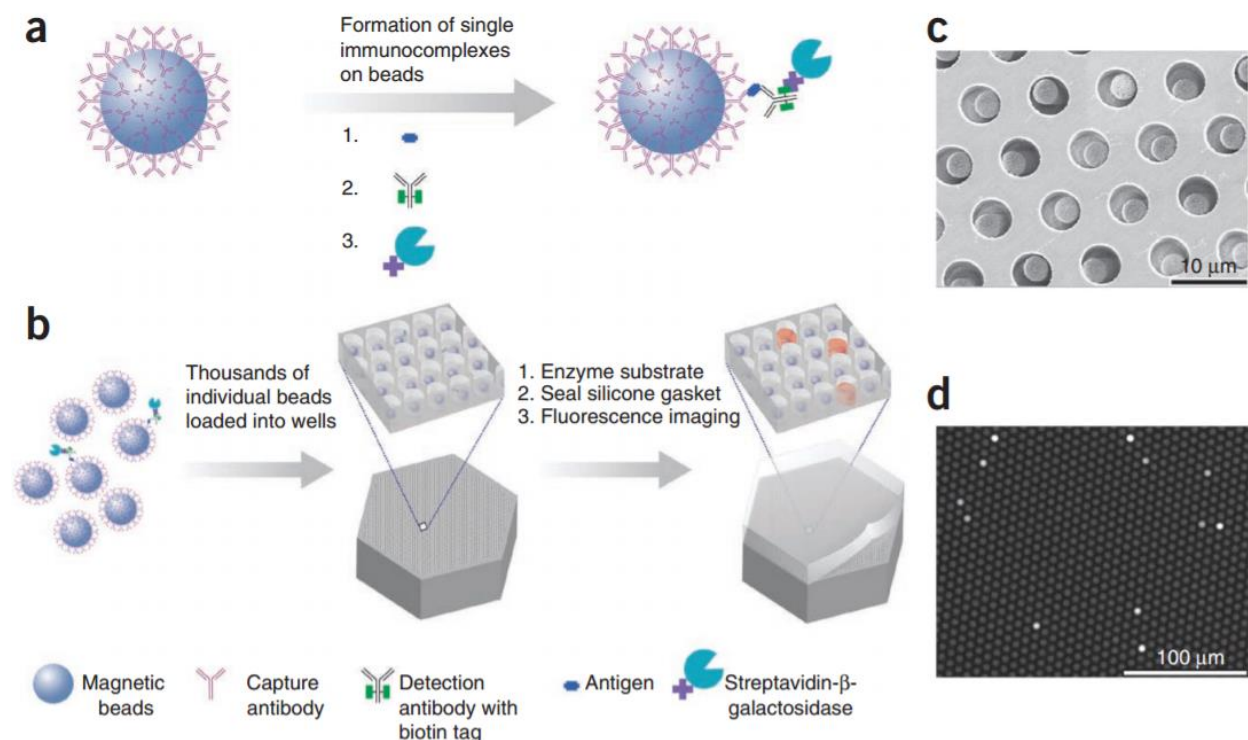 a
Formation of single
immunocomplexes
on beads
1.
2.
3.
c
10 μm
b
Thousands of
individual beads
loaded into wells
1. Enzyme substrate
2. Seal silicone gasket
3. Fluorescence imaging
d
100 μm
Magnetic
beads
Capture
antibody
Detection
antibody with
biotin tag
Antigen
Streptavidin-β-
galactosidase